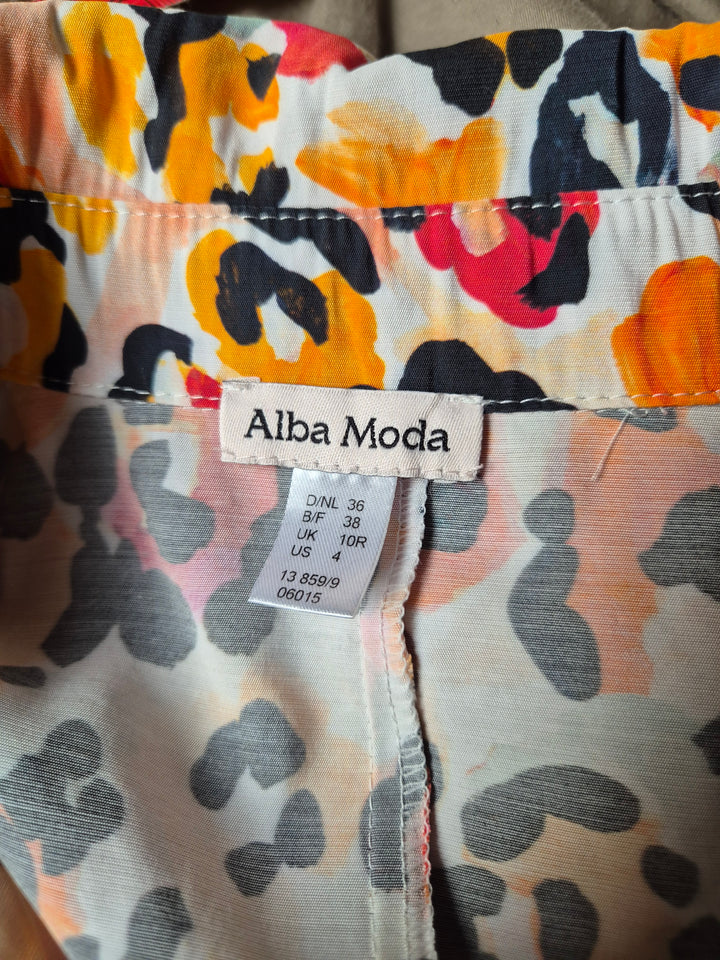 Alba Moda
D/NL 36
B/F 38
UK 10R
US 4
13 859/9
06015